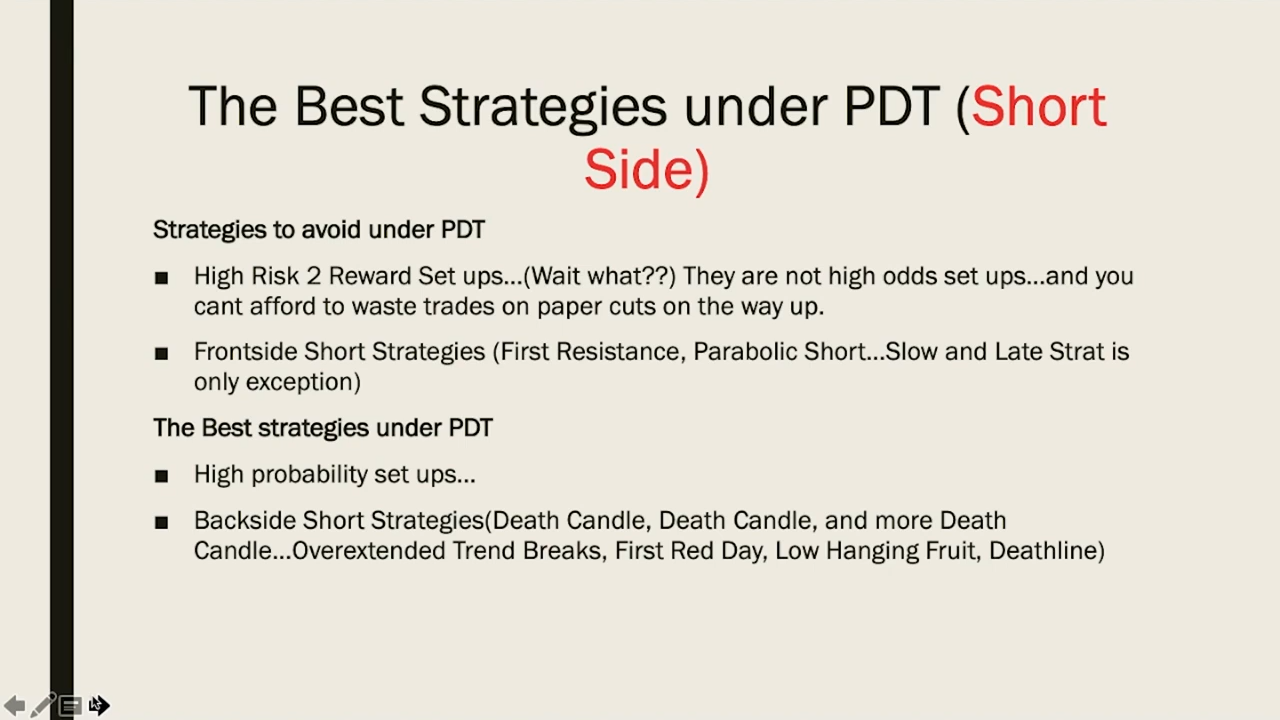 The Best Strategies under PDT (Short
Side)
Strategies to avoid under PDT
■ High Risk 2 Reward Set ups...(Wait what??) They are not high odds set ups...and you
cant afford to waste trades on paper cuts on the way up.
■ Frontside Short Strategies (First Resistance, Parabolic Short...Slow and Late Strat is
only exception)
The Best strategies under PDT
■ High probability set ups...
■ Backside Short Strategies(Death Candle, Death Candle, and more Death
Candle...Overextended Trend Breaks, First Red Day, Low Hanging Fruit, Deathline)